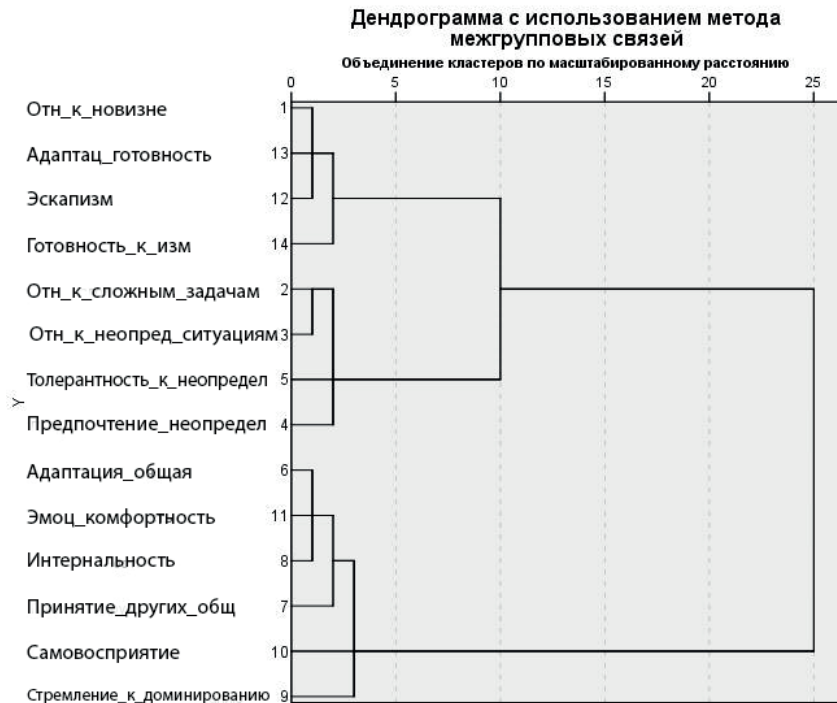 Дендрограмма с использованием метода
межгрупповых связей
Объединение кластеров по масштабированному расстоянию
0 5 10 15 20 25
Отн_к_новизне 1
Адаптац_готовность 13
Эскапизм 12
Готовность_к_изм 14
Отн_к_сложным_задачам 2
Отн_к_неопред_ситуациям 3
Толерантность_к_неопредел 5
Y
Предпочтение_неопредел 4
Адаптация_общая 6
Эмоц_комфортность 11
Интернальность 8
Принятие_других_общ 7
Самовосприятие 10
Стремление_к_доминированию 9